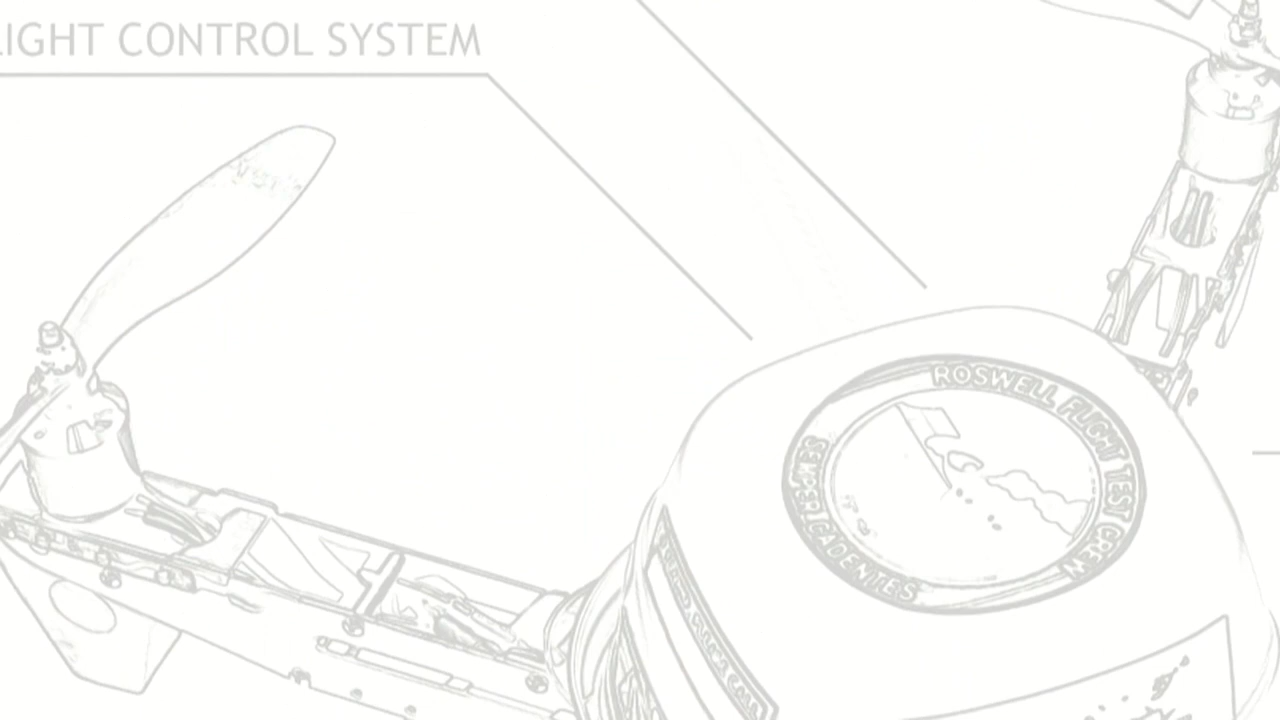 LIGHT CONTROL SYSTEM
ROSWELL FLIGHT TEST CREW
SEMPER CADENTES